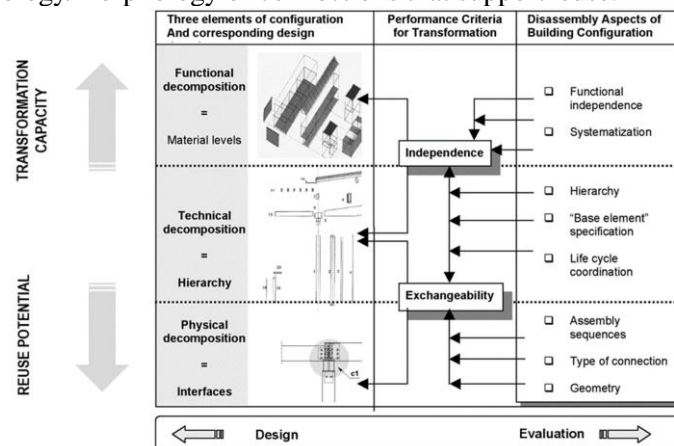 Three elements of configuration
And corresponding design
Performance Criteria
for Transformation
Disassembly Aspects of
Building Configuration
TRANSFORMATION
CAPACITY
REUSE POTENTIAL
Functional
decomposition
=
Material levels
Technical
decomposition
=
Hierarchy
Physical
decomposition
=
Interfaces
c1
Independence
Exchangeability
Functional
independence
Systematization
Hierarchy
"Base element"
specification
Life cycle
coordination
Assembly
sequences
Type of connection
Geometry
Design
Evaluation